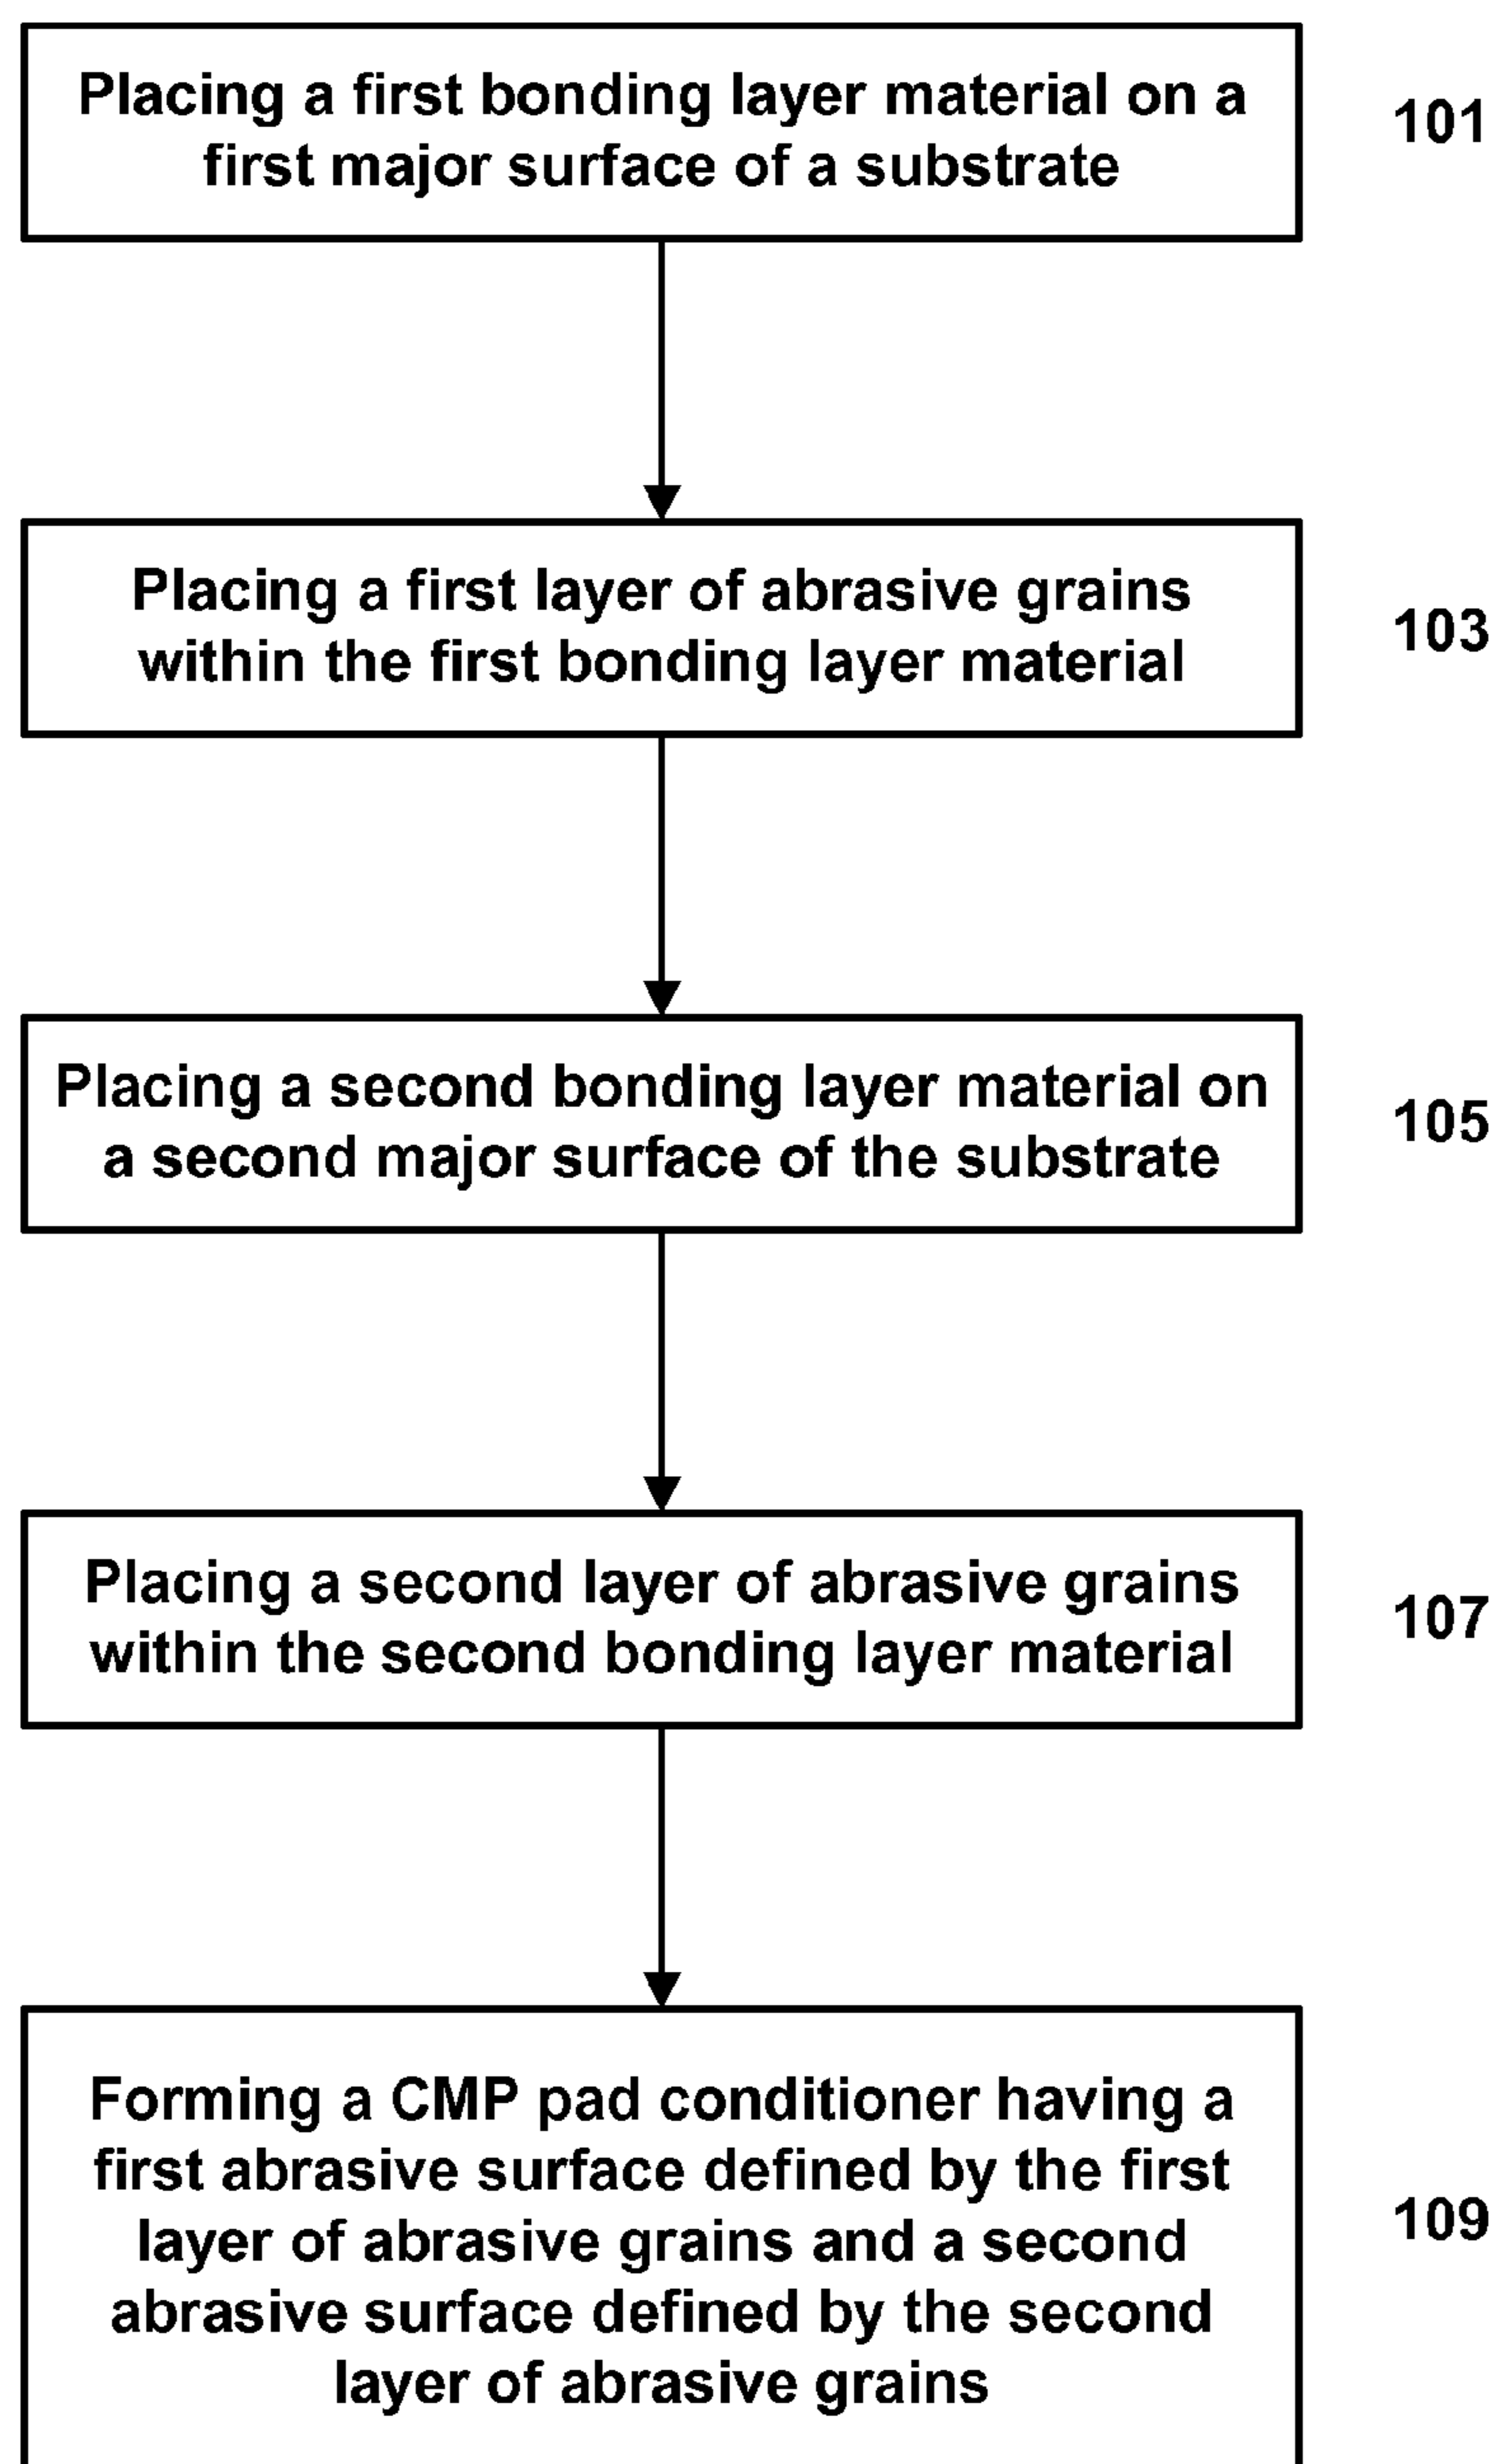 Placing a first bonding layer material on a
first major surface of a substrate
101
Placing a first layer of abrasive grains
within the first bonding layer material
103
Placing a second bonding layer material on
a second major surface of the substrate
105
Placing a second layer of abrasive grains
within the second bonding layer material
107
Forming a CMP pad conditioner having a
first abrasive surface defined by the first
layer of abrasive grains and a second
abrasive surface defined by the second
layer of abrasive grains
109